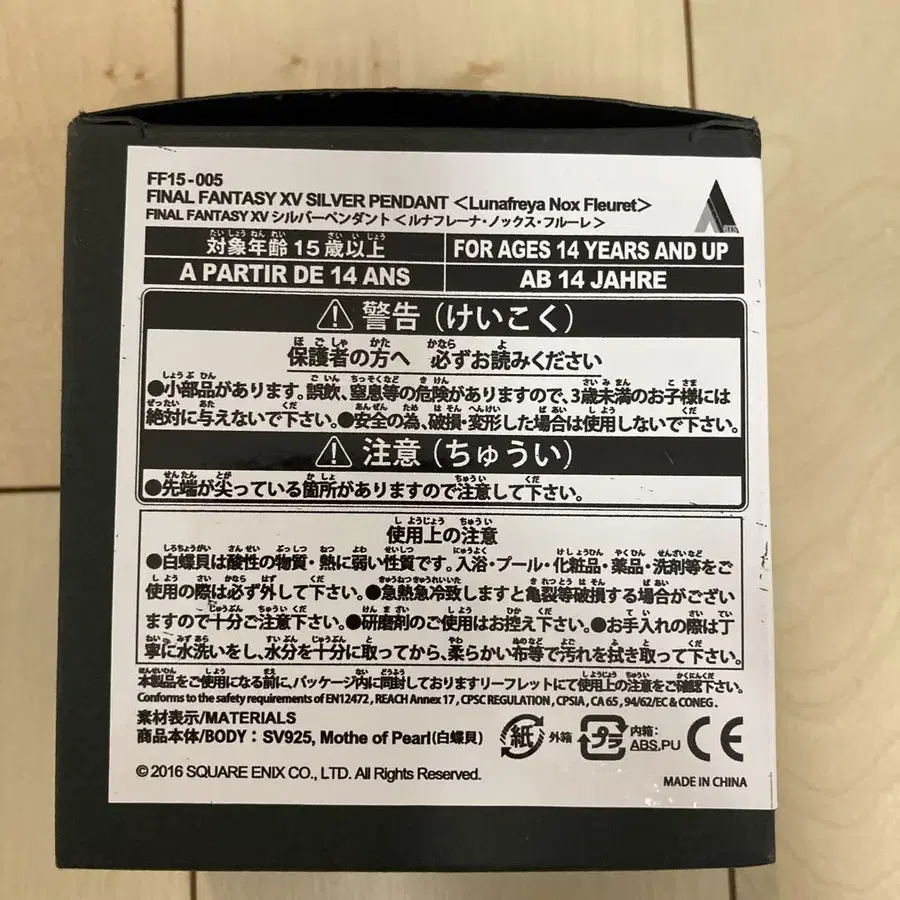 FF15-005
FINAL FANTASY XV SILVER PENDANT <Lunafreya Nox Fleuret>
FINAL FANTASY XV シルバーペンダント <ルナフレーナ・ノックス・フルーレ>
対象年齢 15 歳以上
FOR AGES 14 YEARS AND UP
A PARTIR DE 14 ANS
AB 14 JAHRE
警告 (けいこく)
保護者の方へ 必ずお読みください
●小部品があります。誤飲、窒息等の危険がありますので、3歳未満のお子様には
絶対に与えないで下さい。●安全の為、破損・変形した場合は使用しないで下さい。
注意 (ちゅうい)
●先端が尖っている箇所がありますので注意して下さい。
使用上の注意
●白蝶貝は酸性の物質・熱に弱い性質です。入浴・プール・化粧品・薬品・洗剤等をご
使用の際は必ず外して下さい。●急熱急冷致しますと亀裂等破損する場合がござい
ますので十分ご注意下さい。●研磨剤のご使用はお控え下さい。●お手入れの際は丁
寧に水洗いをし、水分を十分に取ってから、柔らかい布等で汚れを拭き取って下さい。
本製品をご使用になる前に、パッケージ内に同封しておりますリーフレットにて使用上の注意をご確認下さい。
Conforms to the safety requirements of EN12472, REACH Annex 17, CPSC REGULATION, CPSIA, CA 65, 94/62/EC & CONEG.
素材表示/MATERIALS
商品本体/BODY: SV925, Mothe of Pearl(白蝶貝)
紙 外箱
プラ 内箱:
ABS,PU
CE
© 2016 SQUARE ENIX CO., LTD. All Rights Reserved.
MADE IN CHINA